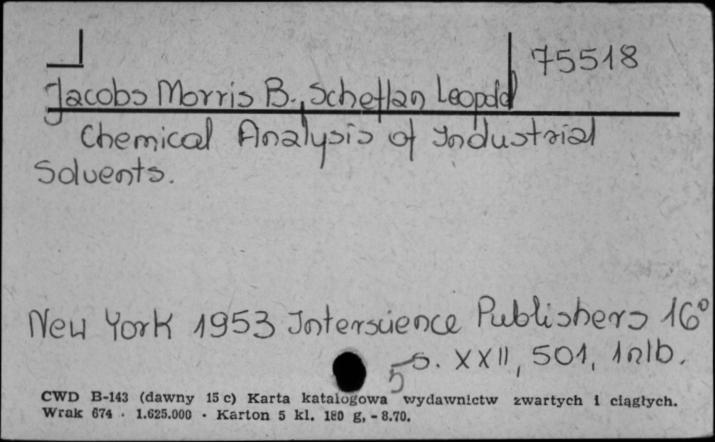 75518
Jacobs Morris B., Scheflan Leopold
Chemical Analysis of Industrial
Solvents.
New York 1953 Interscience Publishers 16°
s. XXII, 501, 1nlb.
5
CWD B-143 (dawny 15 c) Karta katalogowa wydawnictw zwartych i ciągłych.
Wrak 674 · 1.625.000 · Karton 5 kl. 180 g, - 8.70.